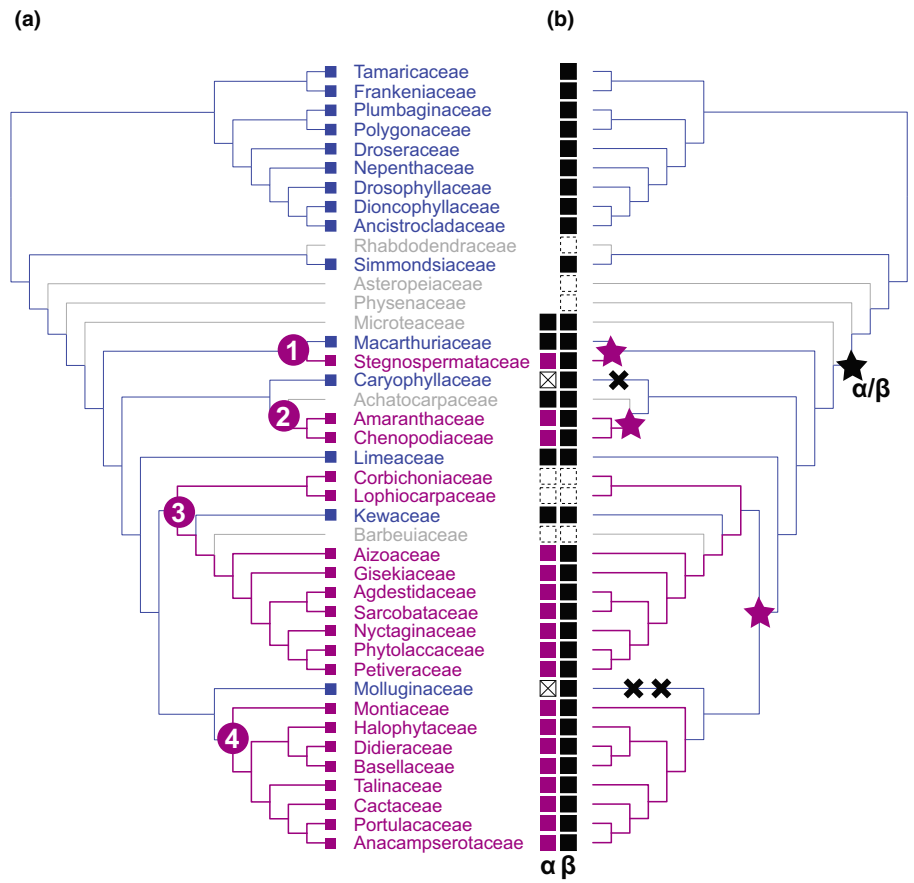 (a)
(b)
Tamaricaceae
Frankeniaceae
Plumbaginaceae
Polygonaceae
Droseraceae
Nepenthaceae
Drosophyllaceae
Dioncophyllaceae
Ancistrocladaceae
Rhabdodendraceae
Simmondsiaceae
Asteropeiaceae
Physenaceae
Microteaceae
Macarthuriaceae
1
Stegnospermataceae
α/β
Caryophyllaceae
Achatocarpaceae
2
Amaranthaceae
Chenopodiaceae
Limeaceae
Corbichoniaceae
Lophiocarpaceae
3
Kewaceae
Barbeuiaceae
Aizoaceae
Gisekiaceae
Agdestidaceae
Sarcobataceae
Nyctaginaceae
Phytolaccaceae
Petiveraceae
Molluginaceae
Montiaceae
Halophytaceae
4
Didieraceae
Basellaceae
Talinaceae
Cactaceae
Portulacaceae
Anacampserotaceae
α β